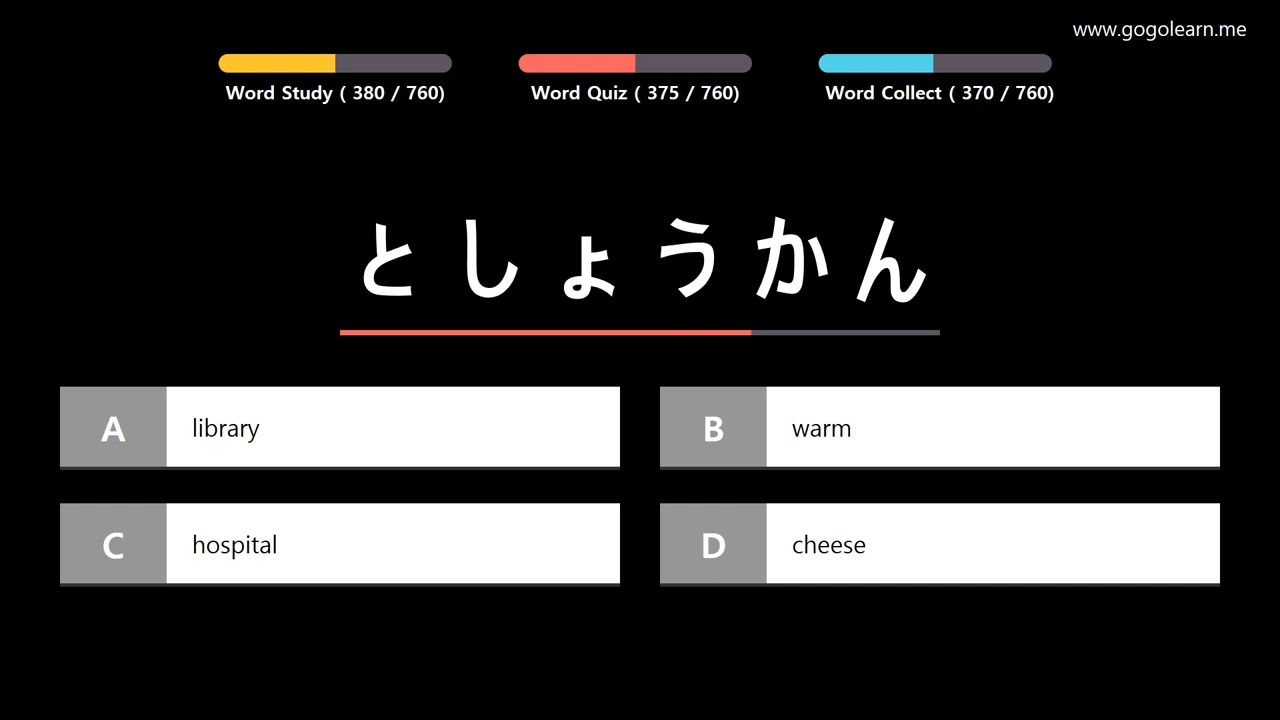 www.gogolearn.me
Word Study ( 380 / 760)
Word Quiz ( 375 / 760)
Word Collect ( 370 / 760)
としょうかん
A library
B warm
C hospital
D cheese